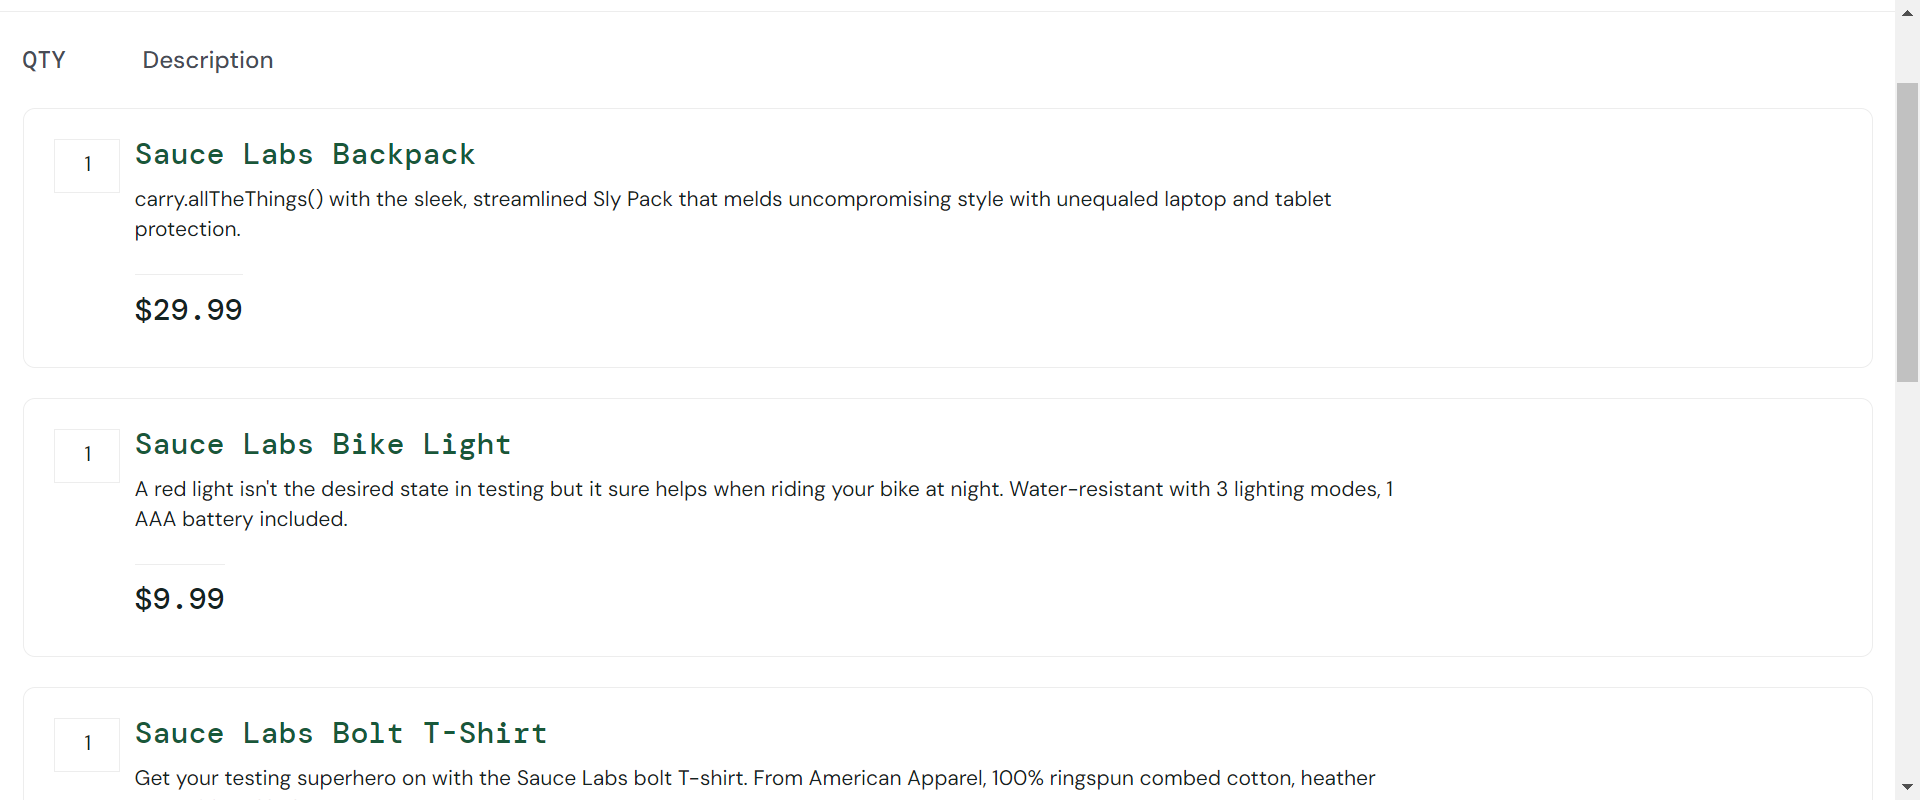 QTY Description
1 Sauce Labs Backpack
carry.allTheThings() with the sleek, streamlined Sly Pack that melds uncompromising style with unequaled laptop and tablet
protection.
$29.99
1 Sauce Labs Bike Light
A red light isn't the desired state in testing but it sure helps when riding your bike at night. Water-resistant with 3 lighting modes, 1
AAA battery included.
$9.99
1 Sauce Labs Bolt T-Shirt
Get your testing superhero on with the Sauce Labs bolt T-shirt. From American Apparel, 100% ringspun combed cotton, heather